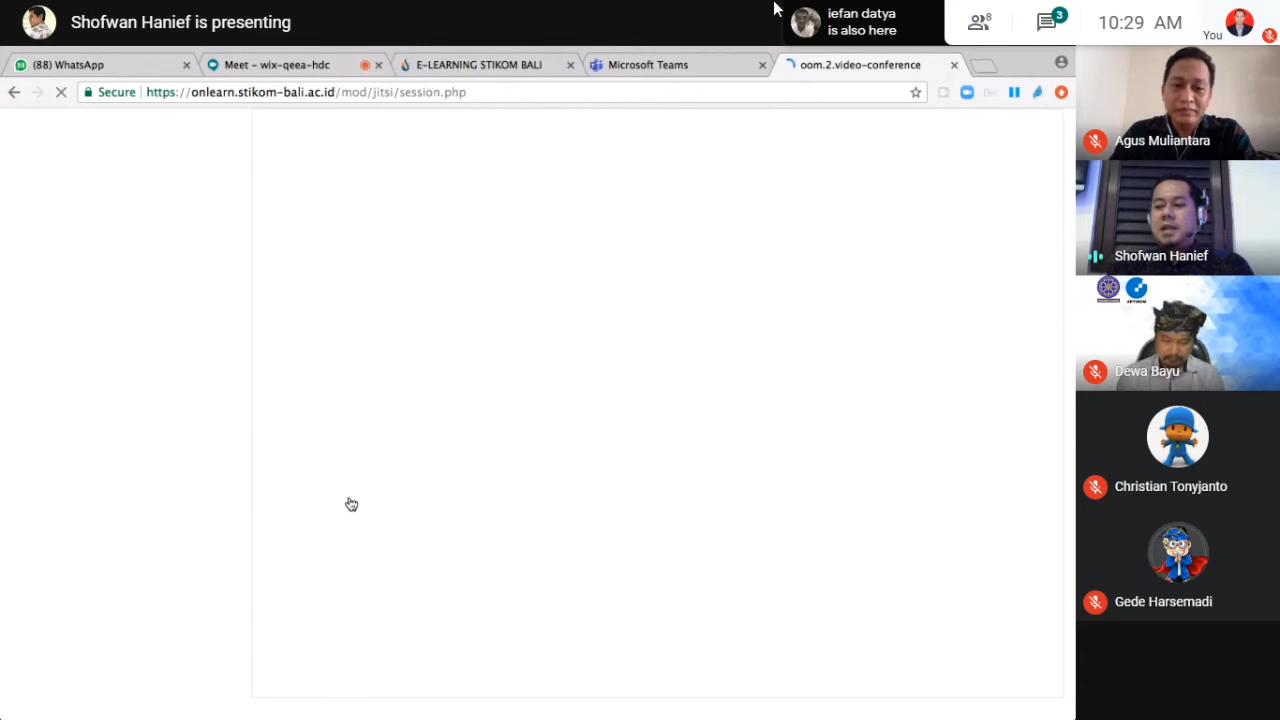 Shofwan Hanief is presenting
iefan datya
is also here
8
3
10:29 AM
You
(88) WhatsApp
Meet – wix-qeea-hdc
E-LEARNING STIKOM BALI
Microsoft Teams
oom.2.video-conference
Secure
https://onlearn.stikom-bali.ac.id/mod/jitsi/session.php
Agus Muliantara
Shofwan Hanief
Dewa Bayu
Christian Tonyjanto
Gede Harsemadi